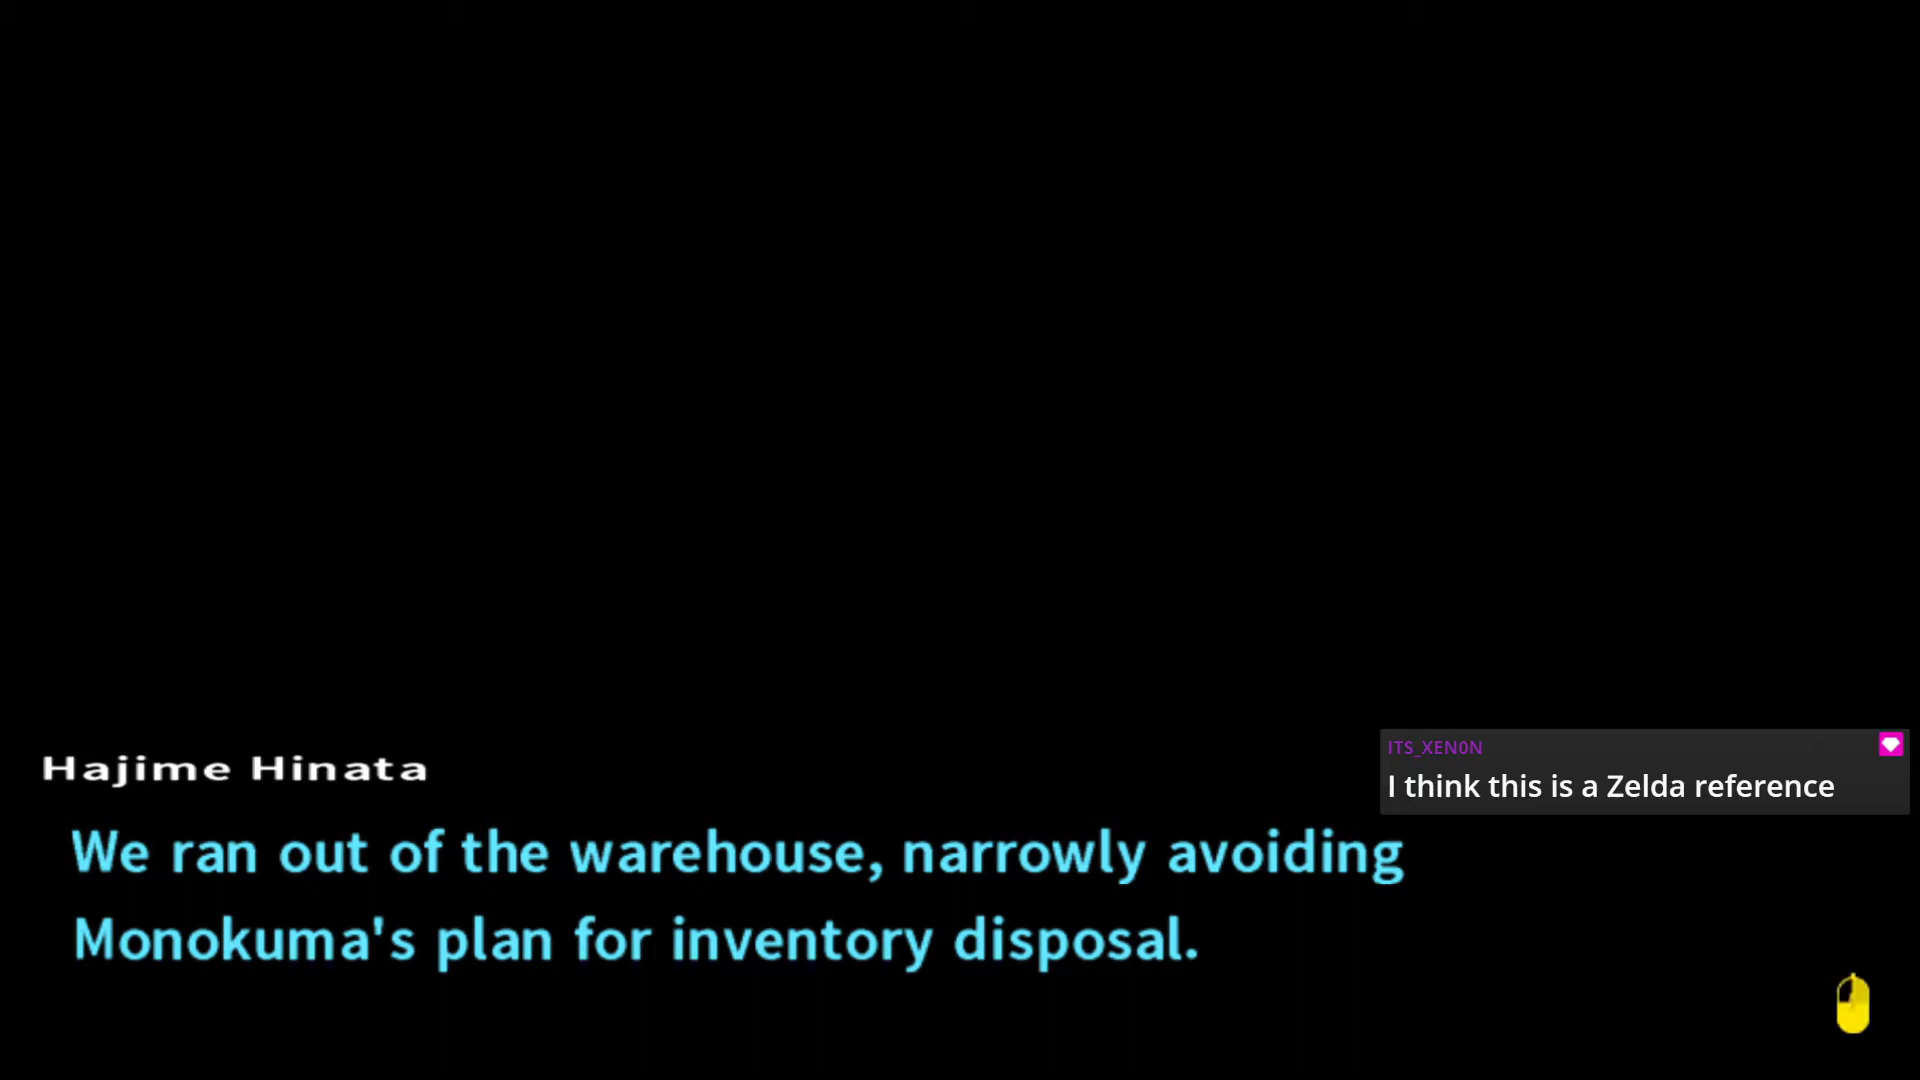 Hajime Hinata
ITS_XEN0N
I think this is a Zelda reference
We ran out of the warehouse, narrowly avoiding
Monokuma's plan for inventory disposal.